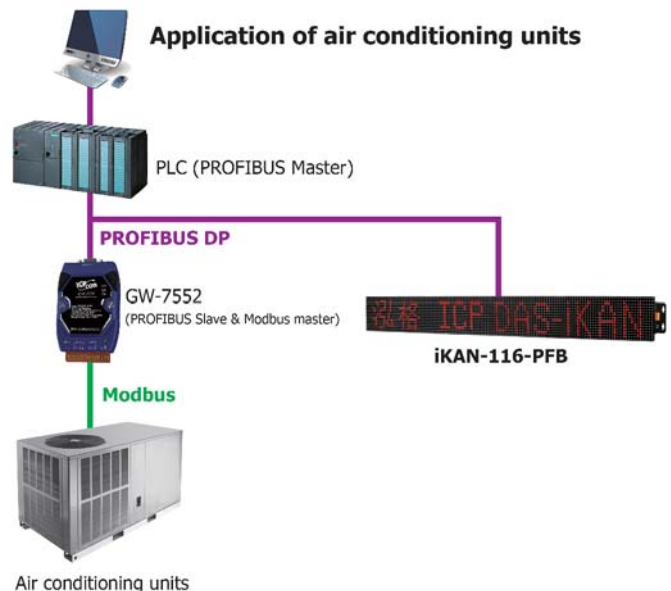 Application of air conditioning units
PLC (PROFIBUS Master)
PROFIBUS DP
GW-7552
(PROFIBUS Slave & Modbus master)
泓格 ICP DAS-iKAN
iKAN-116-PFB
Modbus
Air conditioning units